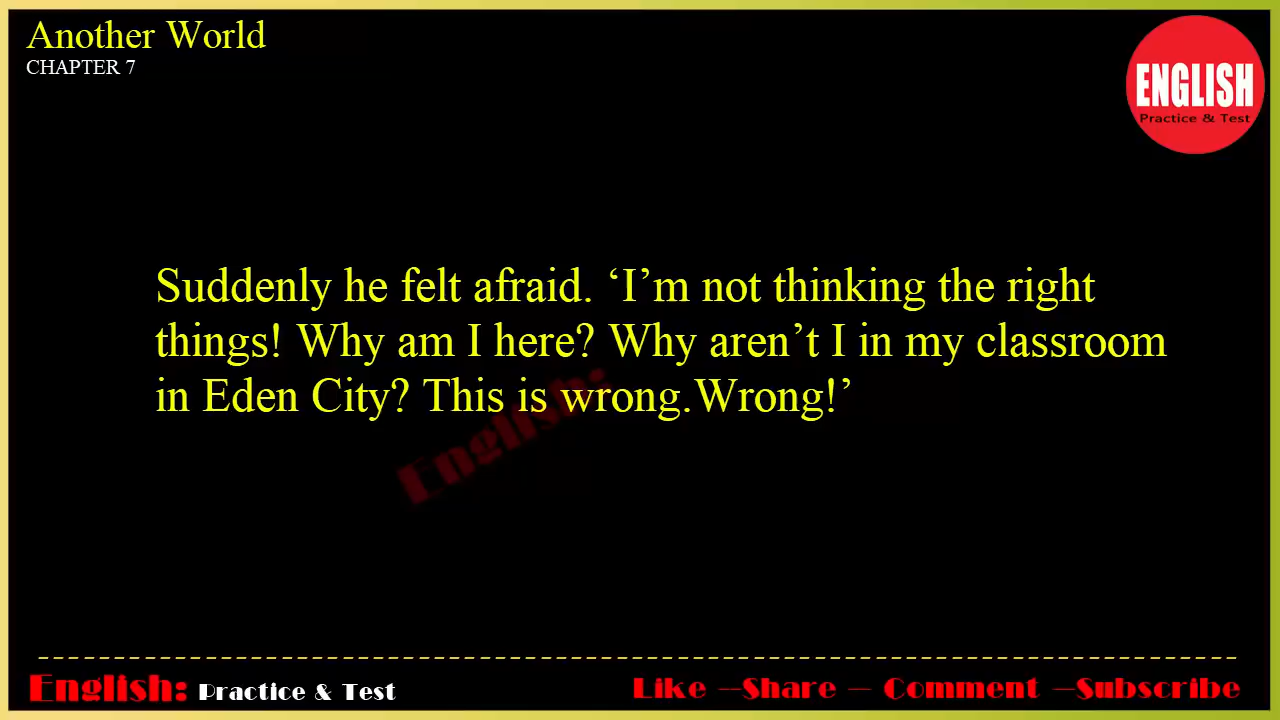 Another World
CHAPTER 7
ENGLISH
Practice & Test
Suddenly he felt afraid. ‘I’m not thinking the right
things! Why am I here? Why aren’t I in my classroom
in Eden City? This is wrong.Wrong!’
English:
English: Practice & Test
Like —Share — Comment —Subscribe